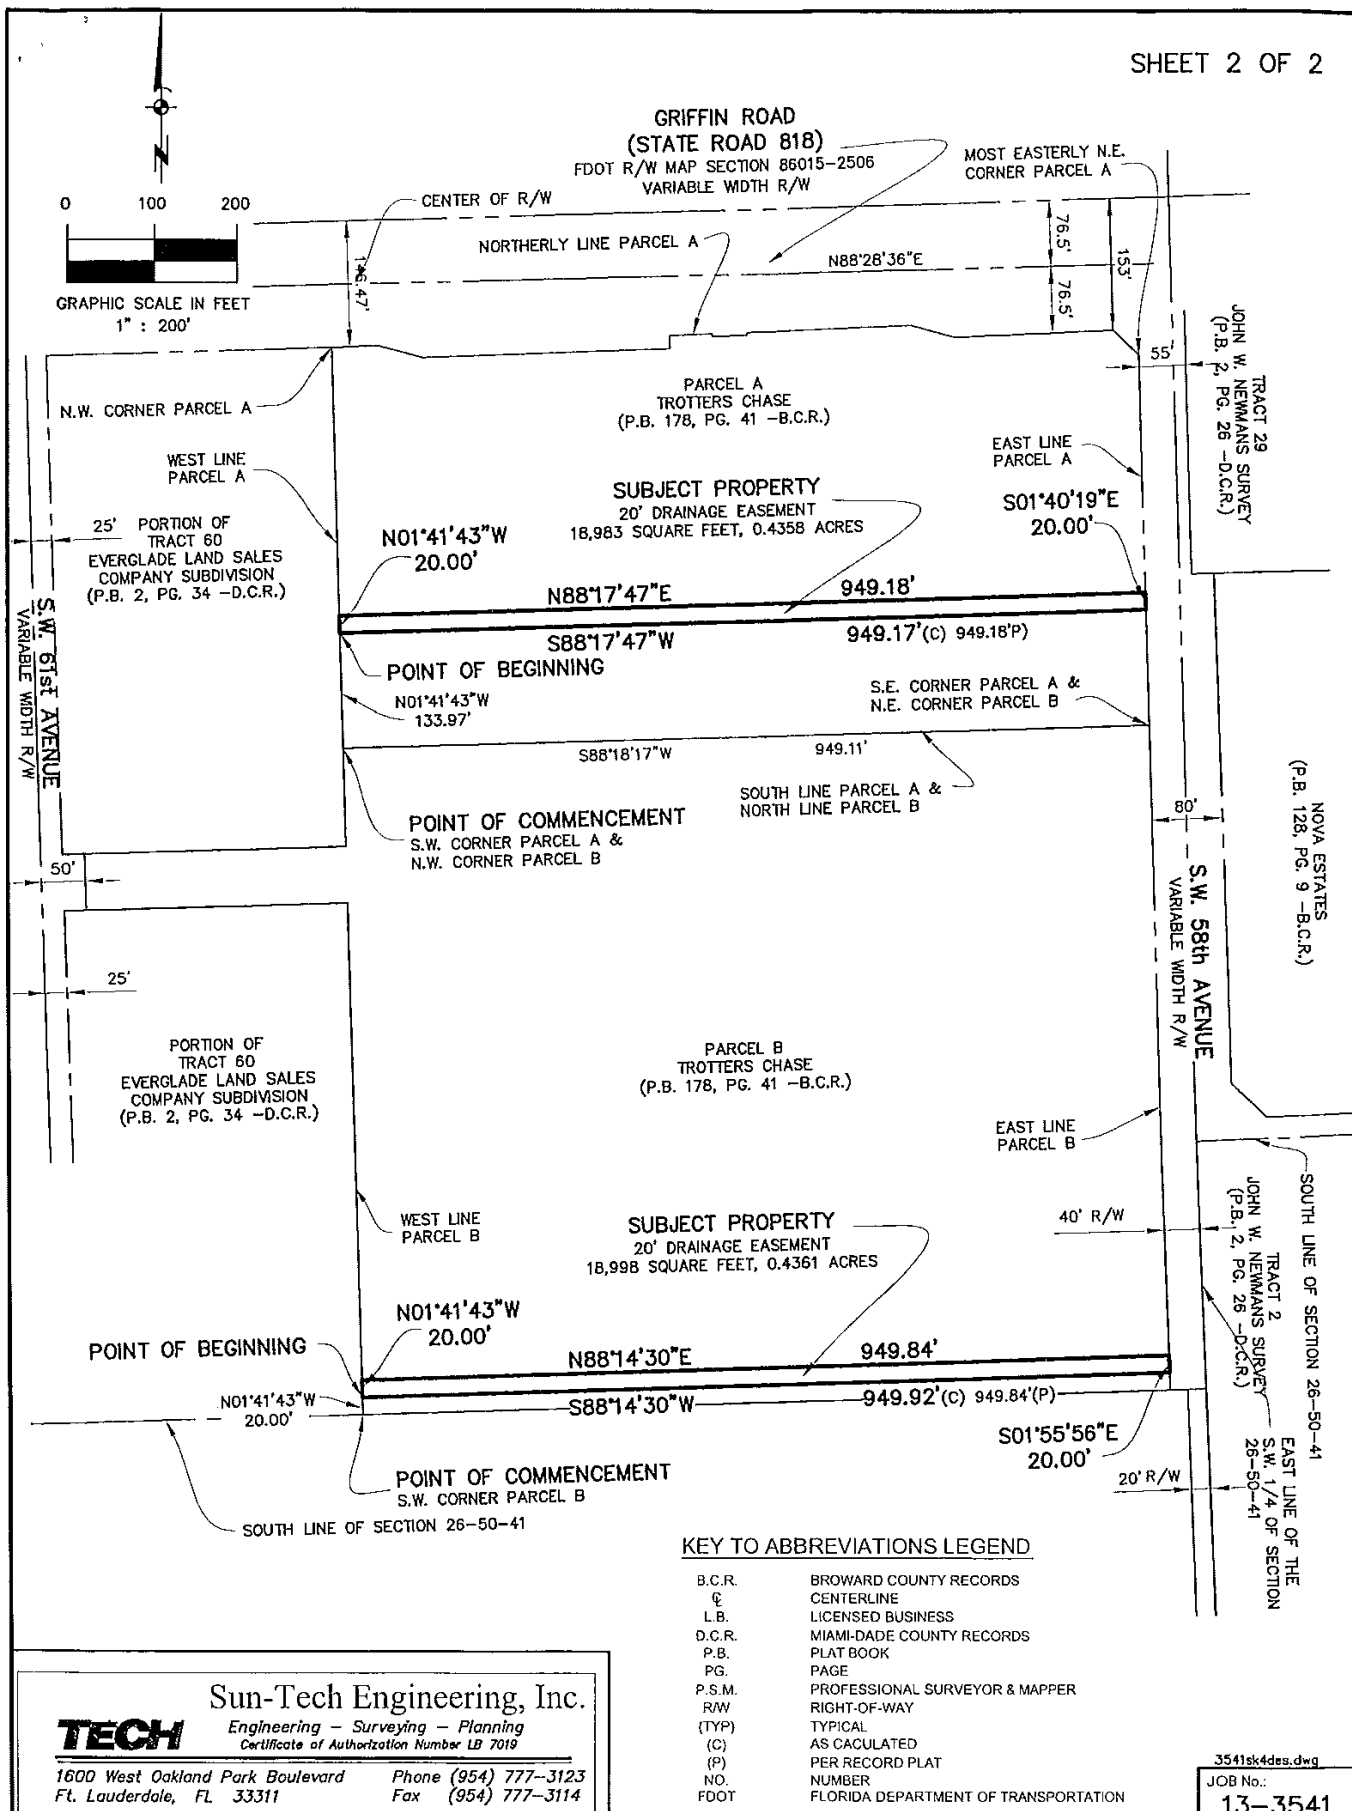 SHEET 2 OF 2
N
0 100 200
GRAPHIC SCALE IN FEET
1" : 200'
GRIFFIN ROAD
(STATE ROAD 818)
FDOT R/W MAP SECTION 86015-2506
VARIABLE WIDTH R/W
MOST EASTERLY N.E.
CORNER PARCEL A
CENTER OF R/W
NORTHERLY LINE PARCEL A
N88°28'36"E
76.5'
76.5'
153'
55'
TRACT 29
JOHN W. NEWMANS SURVEY
(P.B. 2, PG. 26 -D.C.R.)
N.W. CORNER PARCEL A
PARCEL A
TROTTERS CHASE
(P.B. 178, PG. 41 -B.C.R.)
WEST LINE
PARCEL A
EAST LINE
PARCEL A
SUBJECT PROPERTY
20' DRAINAGE EASEMENT
18,983 SQUARE FEET, 0.4358 ACRES
S01°40'19"E
20.00'
25'
PORTION OF
TRACT 60
EVERGLADE LAND SALES
COMPANY SUBDIVISION
(P.B. 2, PG. 34 -D.C.R.)
N01°41'43"W
20.00'
N88°17'47"E 949.18'
S88°17'47"W 949.17'(C) 949.18'P)
POINT OF BEGINNING
N01°41'43"W
133.97'
S.W. 61st AVENUE
VARIABLE WIDTH R/W
S.E. CORNER PARCEL A &
N.E. CORNER PARCEL B
S88°18'17"W 949.11'
SOUTH LINE PARCEL A &
NORTH LINE PARCEL B
POINT OF COMMENCEMENT
S.W. CORNER PARCEL A &
N.W. CORNER PARCEL B
80'
NOVA ESTATES
(P.B. 128, PG. 9 -B.C.R.)
50'
S.W. 58th AVENUE
VARIABLE WIDTH R/W
25'
PORTION OF
TRACT 60
EVERGLADE LAND SALES
COMPANY SUBDIVISION
(P.B. 2, PG. 34 -D.C.R.)
PARCEL B
TROTTERS CHASE
(P.B. 178, PG. 41 -B.C.R.)
EAST LINE
PARCEL B
WEST LINE
PARCEL B
SUBJECT PROPERTY
20' DRAINAGE EASEMENT
18,998 SQUARE FEET, 0.4361 ACRES
40' R/W
TRACT 2
JOHN W. NEWMANS SURVEY
(P.B. 2, PG. 26 -D.C.R.)
SOUTH LINE OF SECTION 26-50-41
N01°41'43"W
20.00'
POINT OF BEGINNING
N88°14'30"E 949.84'
N01°41'43"W
20.00'
S88°14'30"W 949.92'(C) 949.84'(P)
S01°55'56"E
20.00'
POINT OF COMMENCEMENT
S.W. CORNER PARCEL B
SOUTH LINE OF SECTION 26-50-41
20' R/W
EAST LINE OF THE
S.W. 1/4 OF SECTION
26-50-41
KEY TO ABBREVIATIONS LEGEND
B.C.R. BROWARD COUNTY RECORDS
℄ CENTERLINE
L.B. LICENSED BUSINESS
D.C.R. MIAMI-DADE COUNTY RECORDS
P.B. PLAT BOOK
PG. PAGE
P.S.M. PROFESSIONAL SURVEYOR & MAPPER
R/W RIGHT-OF-WAY
(TYP) TYPICAL
(C) AS CACULATED
(P) PER RECORD PLAT
NO. NUMBER
FDOT FLORIDA DEPARTMENT OF TRANSPORTATION
Sun-Tech Engineering, Inc.
TECH
Engineering - Surveying - Planning
Certificate of Authorization Number LB 7019
1600 West Oakland Park Boulevard Phone (954) 777-3123
Ft. Lauderdale, FL 33311 Fax (954) 777-3114
3541sk4des.dwg
JOB No.:
13-3541